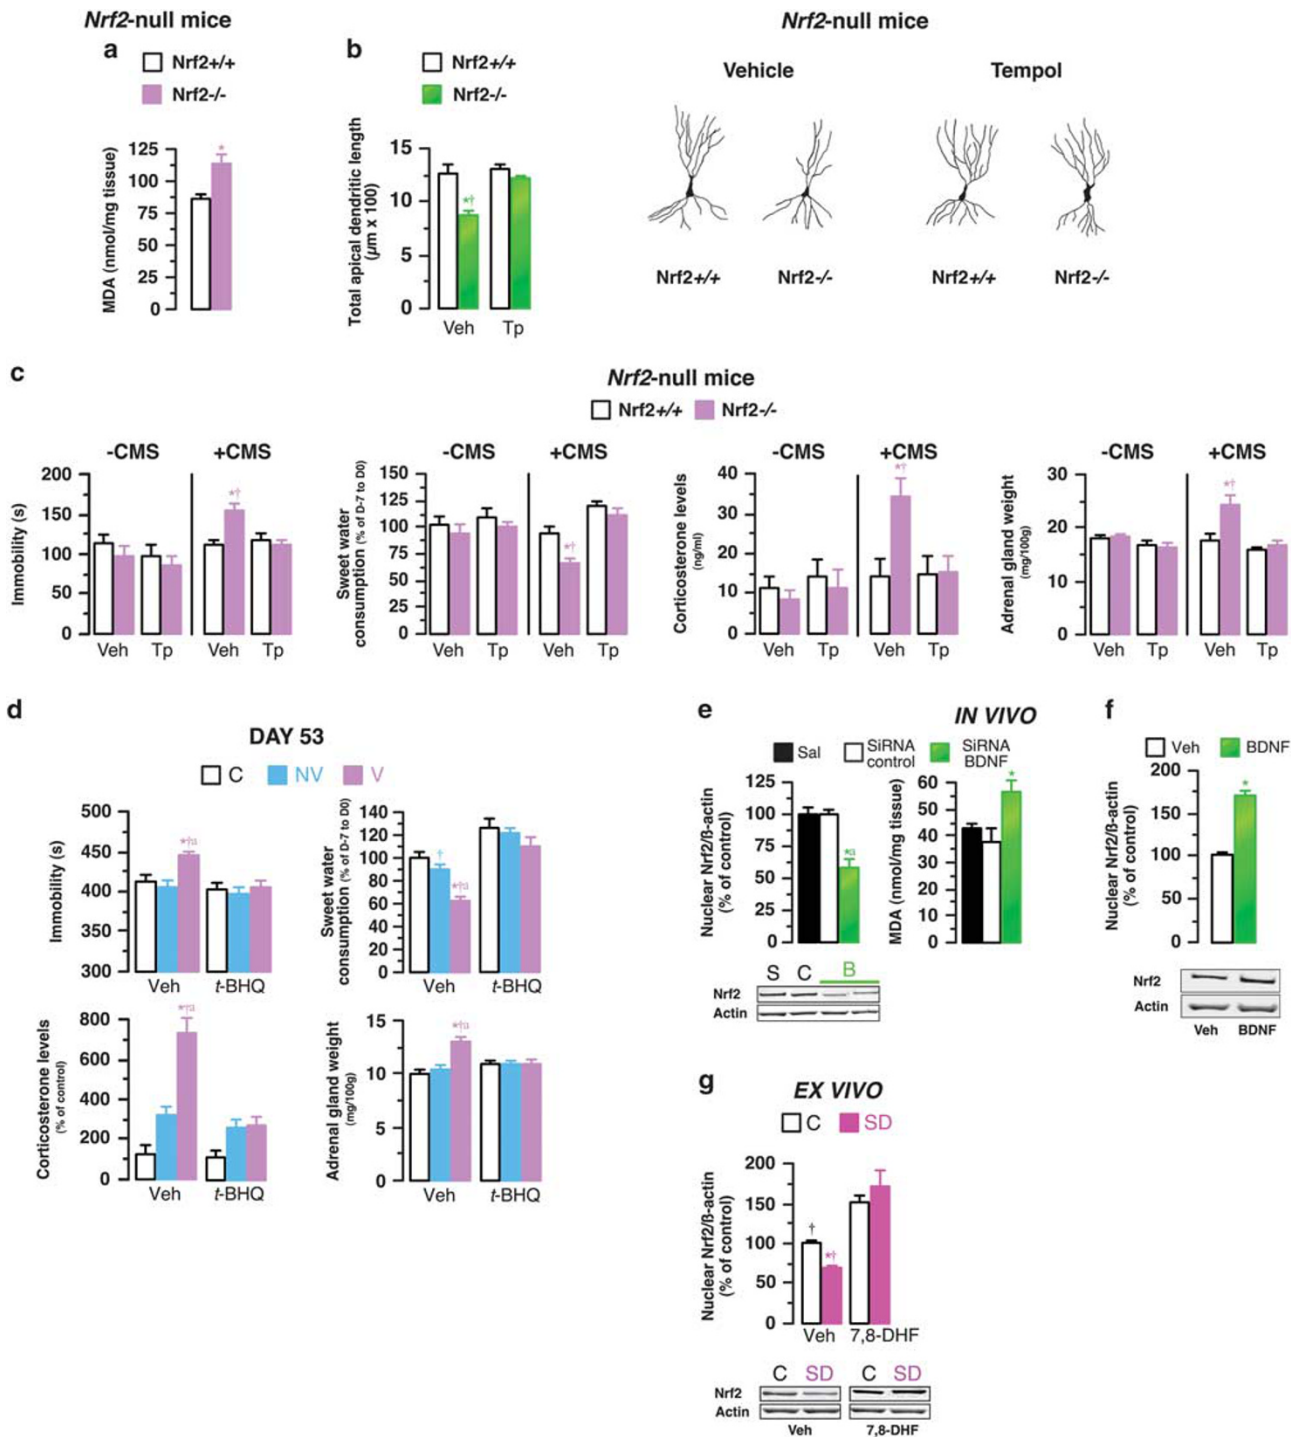 Nrf2-null mice
a
Nrf2+/+
Nrf2-/-
MDA (nmol/mg tissue)
125
100
75
50
25
0
*
b
Nrf2+/+
Nrf2-/-
Total apical dendritic length
(µm x 100)
15
10
5
0
*†
Veh
Tp
Nrf2-null mice
Vehicle
Tempol
Nrf2+/+
Nrf2-/-
Nrf2+/+
Nrf2-/-
c
Nrf2-null mice
Nrf2+/+
Nrf2-/-
-CMS
+CMS
Immobility (s)
200
150
100
50
0
*†
Veh
Tp
Veh
Tp
-CMS
+CMS
Sweet water
consumption (% of D-7 to D0)
150
125
100
75
50
25
0
*†
Veh
Tp
Veh
Tp
-CMS
+CMS
Corticosterone levels
(ng/ml)
40
30
20
10
0
*†
Veh
Tp
Veh
Tp
-CMS
+CMS
Adrenal gland weight
(mg/100g)
30
20
10
0
*†
Veh
Tp
Veh
Tp
d
DAY 53
C
NV
V
Immobility (s)
500
450
400
350
300
*†¤
Veh
t-BHQ
Sweet water
consumption (% of D-7 to D0)
140
120
100
80
60
40
20
0
†
*†¤
Veh
t-BHQ
Corticosterone levels
(% of control)
800
600
400
200
0
*†¤
Veh
t-BHQ
Adrenal gland weight
(mg/100g)
15
10
5
0
*†¤
Veh
t-BHQ
e
IN VIVO
Sal
SiRNA
control
SiRNA
BDNF
Nuclear Nrf2/ß-actin
(% of control)
125
100
75
50
25
0
*¤
MDA (nmol/mg tissue)
60
50
40
30
20
10
0
*
S
C
B
Nrf2
Actin
f
Veh
BDNF
Nuclear Nrf2/ß-actin
(% of control)
200
150
100
50
0
*
Nrf2
Actin
Veh
BDNF
g
EX VIVO
C
SD
Nuclear Nrf2/ß-actin
(% of control)
200
150
100
50
0
†
*†
Veh
7,8-DHF
C
SD
C
SD
Nrf2
Actin
Veh
7,8-DHF